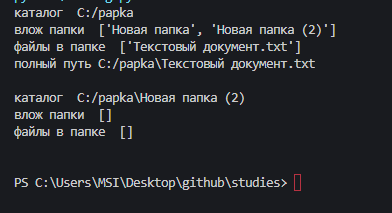 каталог  C:/papka
влож папки  ['Новая папка', 'Новая папка (2)']
файлы в папке  ['Текстовый документ.txt']
полный путь C:/papka\Текстовый документ.txt
каталог  C:/papka\Новая папка (2)
влож папки  []
файлы в папке  []
PS C:\Users\MSI\Desktop\github\studies>